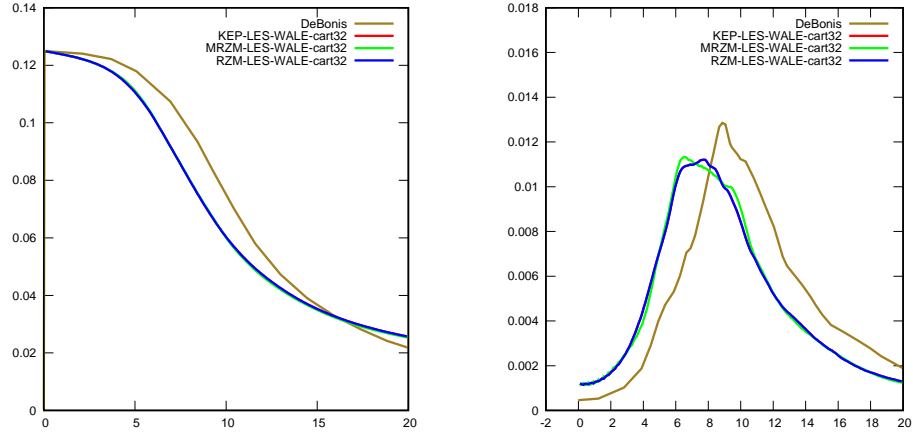 0.14
0.12
0.1
0.08
0.06
0.04
0.02
0
0 5 10 15 20
DeBonis
KEP-LES-WALE-cart32
MRZM-LES-WALE-cart32
RZM-LES-WALE-cart32
0.018
0.016
0.014
0.012
0.01
0.008
0.006
0.004
0.002
0
-2 0 2 4 6 8 10 12 14 16 18 20
DeBonis
KEP-LES-WALE-cart32
MRZM-LES-WALE-cart32
RZM-LES-WALE-cart32